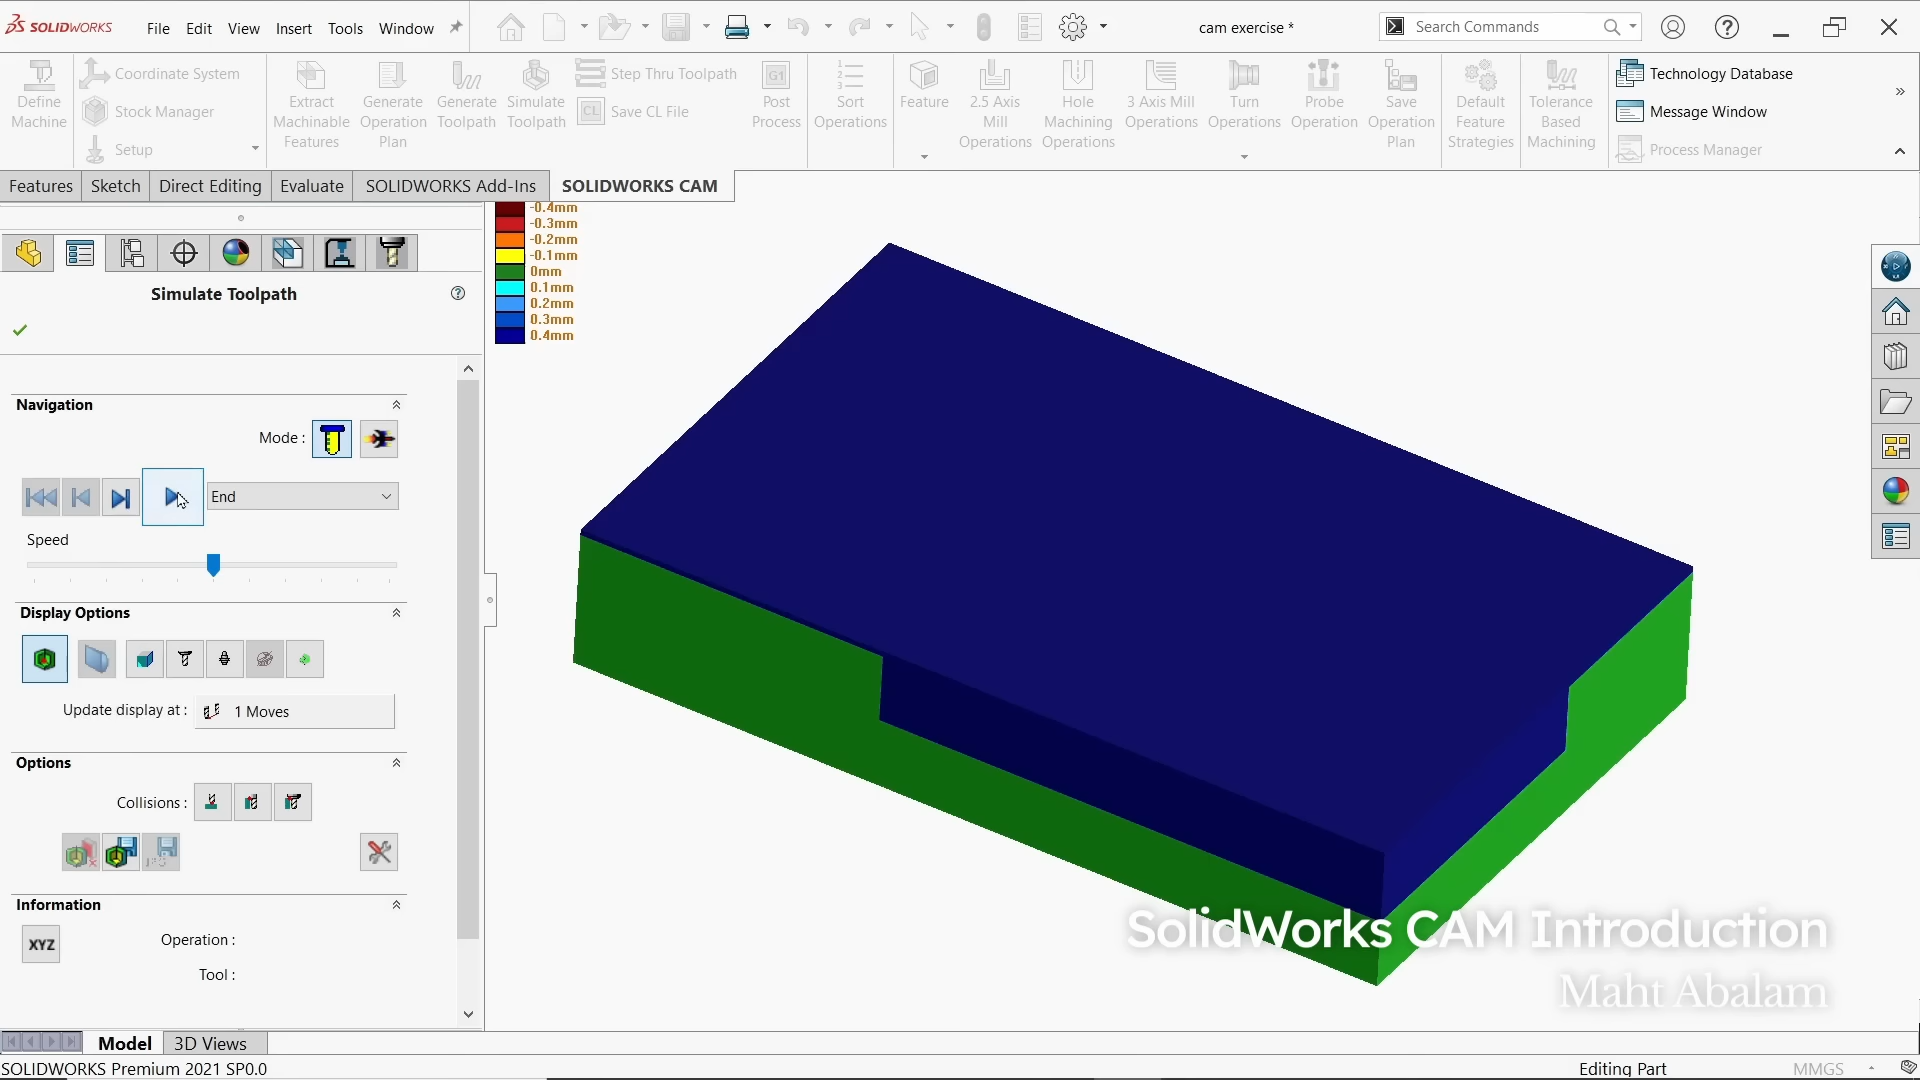 SOLIDWORKS
File Edit View Insert Tools Window
cam exercise *
Search Commands
Define Machine
Coordinate System
Stock Manager
Setup
Extract Machinable Features
Generate Operation Plan
Generate Toolpath
Simulate Toolpath
Step Thru Toolpath
CL Save CL File
G1 Post Process
Sort Operations
Feature
2.5 Axis Mill Operations
Hole Machining Operations
3 Axis Mill Operations
Turn Operations
Probe Operation
Save Operation Plan
Default Feature Strategies
Tolerance Based Machining
Technology Database
Message Window
Process Manager
Features Sketch Direct Editing Evaluate SOLIDWORKS Add-Ins SOLIDWORKS CAM
Simulate Toolpath
Navigation
Mode :
End
Speed
Display Options
Update display at : 1 Moves
Options
Collisions :
Information
XYZ
Operation :
Tool :
-0.4mm
-0.3mm
-0.2mm
-0.1mm
0mm
0.1mm
0.2mm
0.3mm
0.4mm
SolidWorks CAM Introduction
Maht Abalam
Model 3D Views
SOLIDWORKS Premium 2021 SP0.0
Editing Part
MMGS